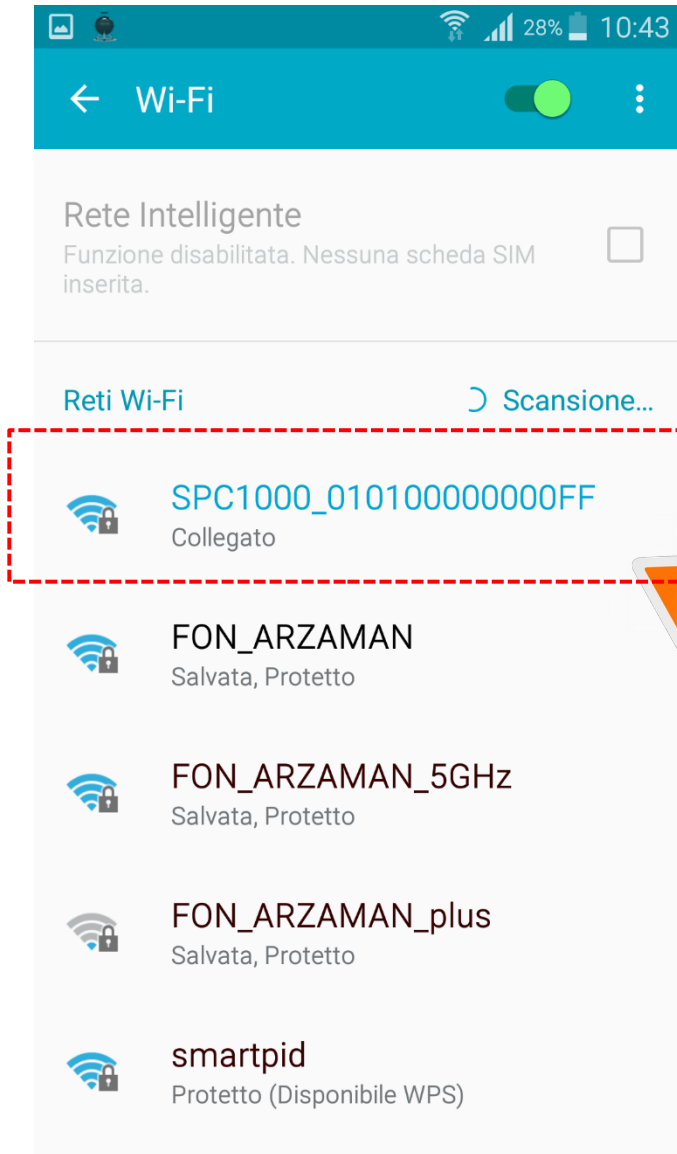 28% 10:43
Wi-Fi
Rete Intelligente
Funzione disabilitata. Nessuna scheda SIM
inserita.
Reti Wi-Fi Scansione...
SPC1000_010100000000FF
Collegato
FON_ARZAMAN
Salvata, Protetto
FON_ARZAMAN_5GHz
Salvata, Protetto
FON_ARZAMAN_plus
Salvata, Protetto
smartpid
Protetto (Disponibile WPS)